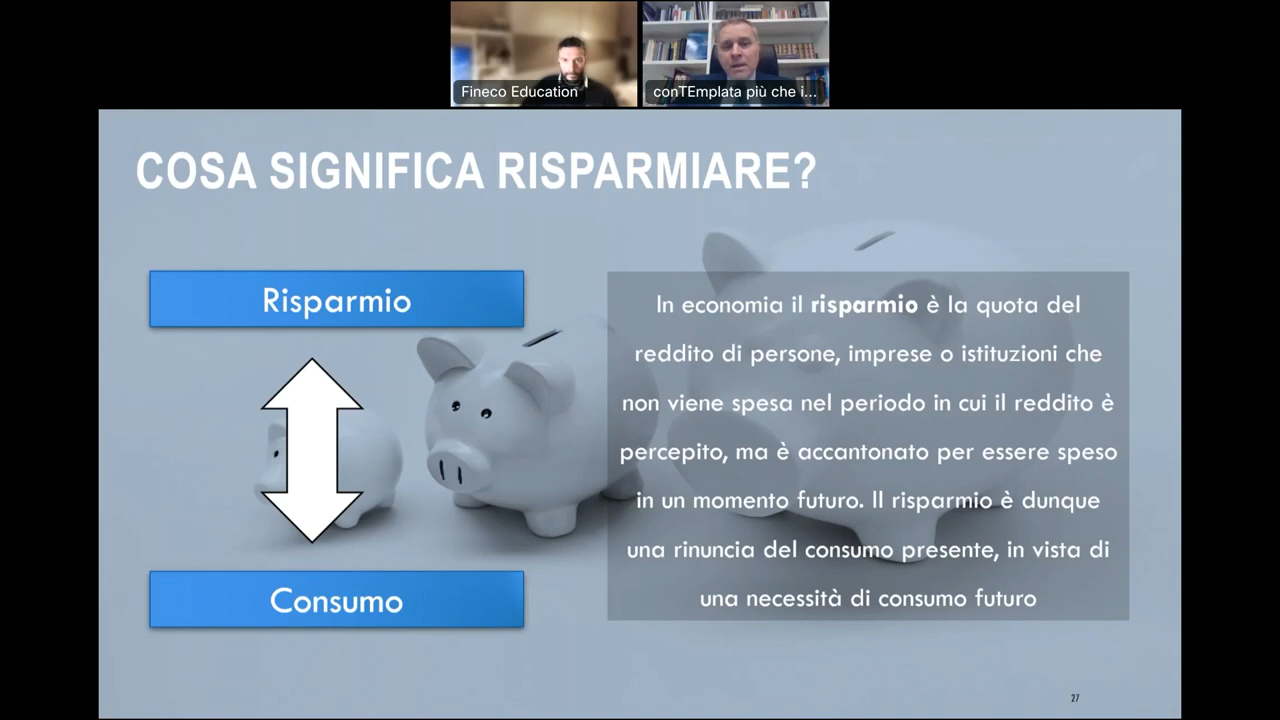 Fineco Education
conTEmplata più che i...
COSA SIGNIFICA RISPARMIARE?
Risparmio
Consumo
In economia il risparmio è la quota del
reddito di persone, imprese o istituzioni che
non viene spesa nel periodo in cui il reddito è
percepito, ma è accantonato per essere speso
in un momento futuro. Il risparmio è dunque
una rinuncia del consumo presente, in vista di
una necessità di consumo futuro
27